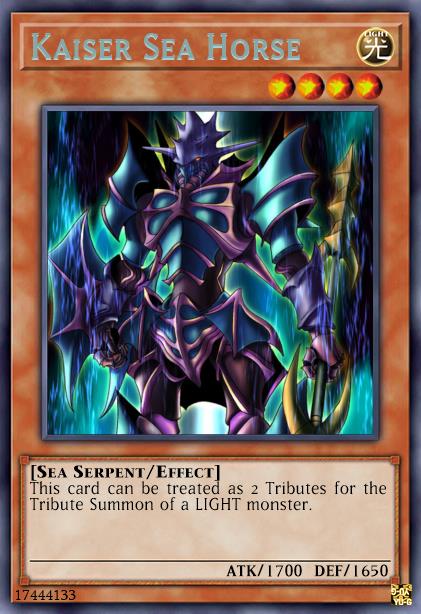 Kaiser Sea Horse
LIGHT
光
[Sea Serpent/Effect]
This card can be treated as 2 Tributes for the
Tribute Summon of a LIGHT monster.
ATK/1700 DEF/1650
17444133